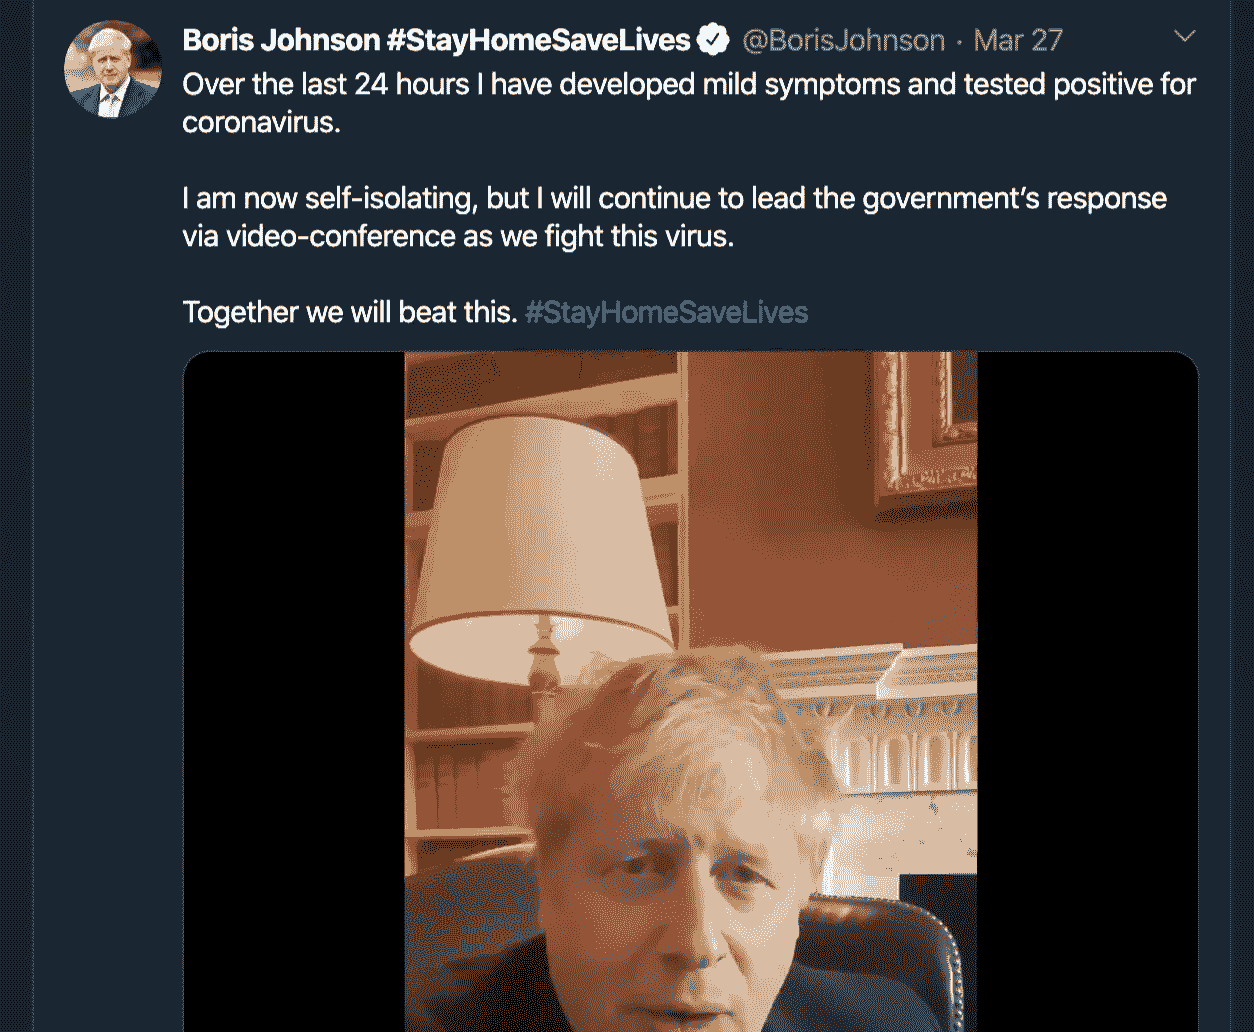 Boris Johnson #StayHomeSaveLives @BorisJohnson · Mar 27
Over the last 24 hours I have developed mild symptoms and tested positive for
coronavirus.
I am now self-isolating, but I will continue to lead the government’s response
via video-conference as we fight this virus.
Together we will beat this. #StayHomeSaveLives